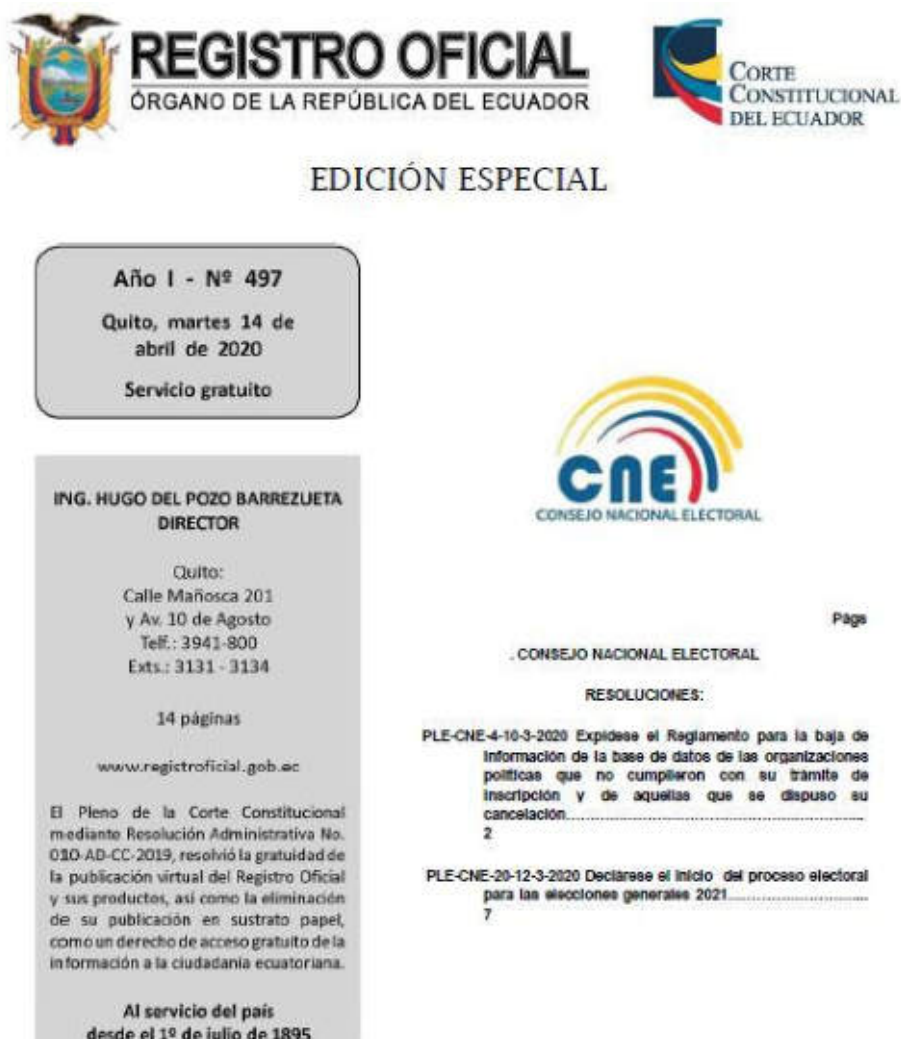 REGISTRO OFICIAL
ÓRGANO DE LA REPÚBLICA DEL ECUADOR
CORTE
CONSTITUCIONAL
DEL ECUADOR
EDICIÓN ESPECIAL
Año I - Nº 497
Quito, martes 14 de
abril de 2020
Servicio gratuito
ING. HUGO DEL POZO BARREZUETA
DIRECTOR
Quito:
Calle Mañosca 201
y Av. 10 de Agosto
Telf.: 3941-800
Exts.: 3131 - 3134
14 páginas
www.registroficial.gob.ec
El Pleno de la Corte Constitucional
mediante Resolución Administrativa No.
010-AD-CC-2019, resolvió la gratuidad de
la publicación virtual del Registro Oficial
y sus productos, así como la eliminación
de su publicación en sustrato papel,
como un derecho de acceso gratuito de la
información a la ciudadanía ecuatoriana.
Al servicio del país
desde el 1º de julio de 1895
CNE
CONSEJO NACIONAL ELECTORAL
Págs
. CONSEJO NACIONAL ELECTORAL
RESOLUCIONES:
PLE-CNE-4-10-3-2020 Expídese el Reglamento para la baja de
información de la base de datos de las organizaciones
políticas que no cumplieron con su trámite de
inscripción y de aquellas que se dispuso su
cancelación......................................................................
2
PLE-CNE-20-12-3-2020 Declárese el inicio del proceso electoral
para las elecciones generales 2021..................................
7